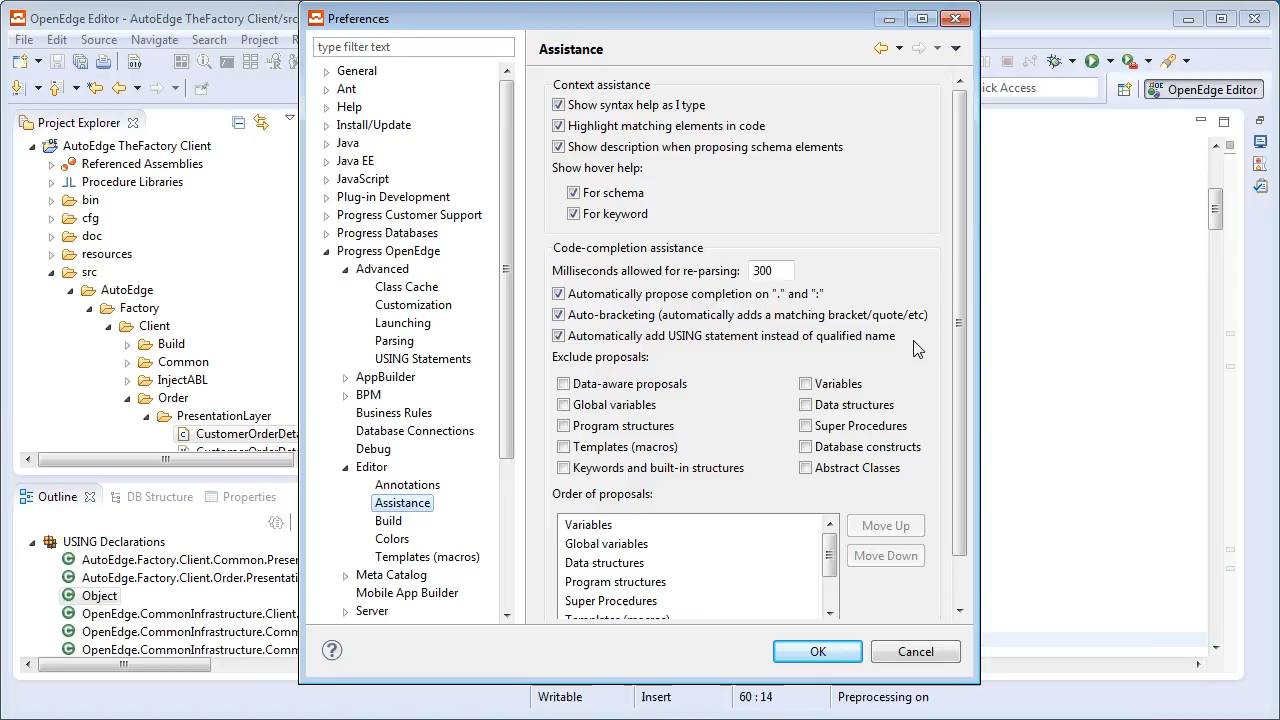 OpenEdge Editor - AutoEdge TheFactory Client/src
File Edit Source Navigate Search Project
Preferences
type filter text
General
Ant
Help
Install/Update
Java
Java EE
JavaScript
Plug-in Development
Progress Customer Support
Progress Databases
Progress OpenEdge
Advanced
Class Cache
Customization
Launching
Parsing
USING Statements
AppBuilder
BPM
Business Rules
Database Connections
Debug
Editor
Annotations
Assistance
Build
Colors
Templates (macros)
Meta Catalog
Mobile App Builder
Server
Assistance
Context assistance
Show syntax help as I type
Highlight matching elements in code
Show description when proposing schema elements
Show hover help:
For schema
For keyword
Code-completion assistance
Milliseconds allowed for re-parsing: 300
Automatically propose completion on "." and ":"
Auto-bracketing (automatically adds a matching bracket/quote/etc)
Automatically add USING statement instead of qualified name
Exclude proposals:
Data-aware proposals Variables
Global variables Data structures
Program structures Super Procedures
Templates (macros) Database constructs
Keywords and built-in structures Abstract Classes
Order of proposals:
Variables
Global variables
Data structures
Program structures
Super Procedures
Templates (macros)
Move Up
Move Down
OK Cancel
Project Explorer
AutoEdge TheFactory Client
Referenced Assemblies
Procedure Libraries
bin
cfg
doc
resources
src
AutoEdge
Factory
Client
Build
Common
InjectABL
Order
PresentationLayer
CustomerOrderDeta
Outline DB Structure Properties
USING Declarations
AutoEdge.Factory.Client.Common.Prese
AutoEdge.Factory.Client.Order.Presentati
Object
OpenEdge.CommonInfrastructure.Client.
OpenEdge.CommonInfrastructure.Comn
OpenEdge.CommonInfrastructure.Comn
ick Access
OpenEdge Editor
Writable Insert 60 : 14 Preprocessing on